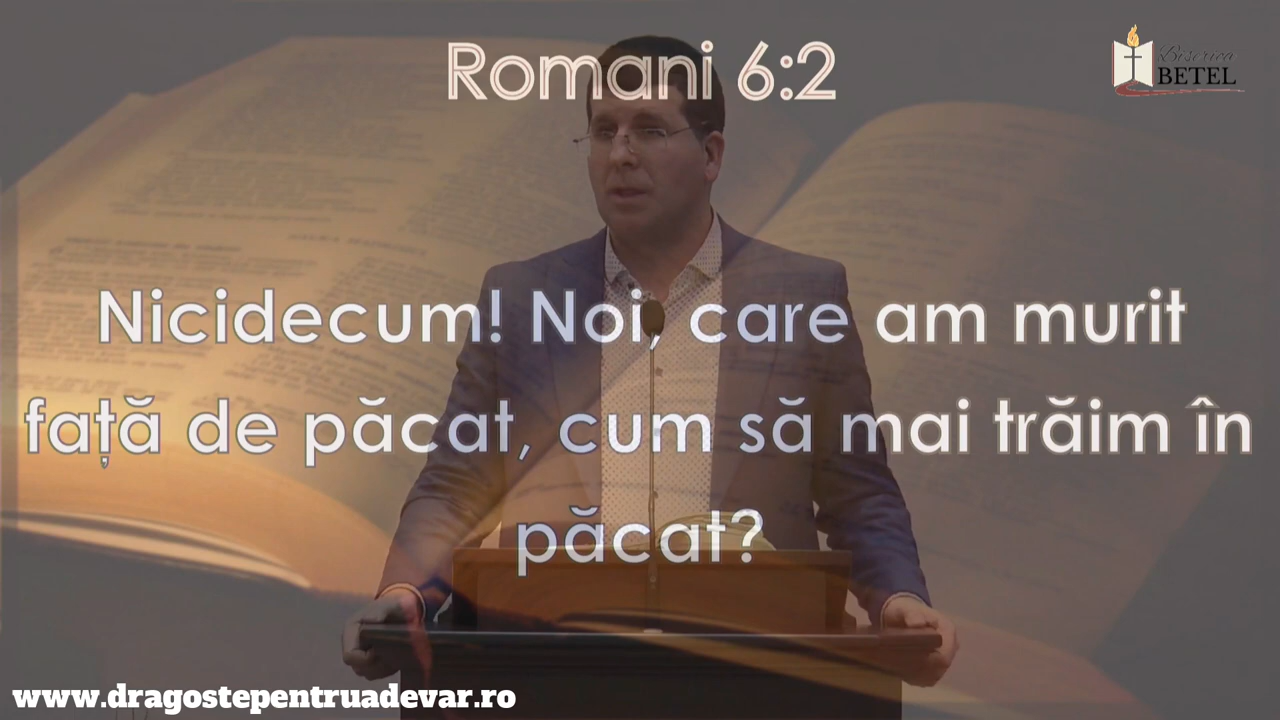 Romani 6:2
Biserica
BETEL
Nicidecum! Noi, care am murit
față de păcat, cum să mai trăim în
păcat?
www.dragostepentruadevar.ro